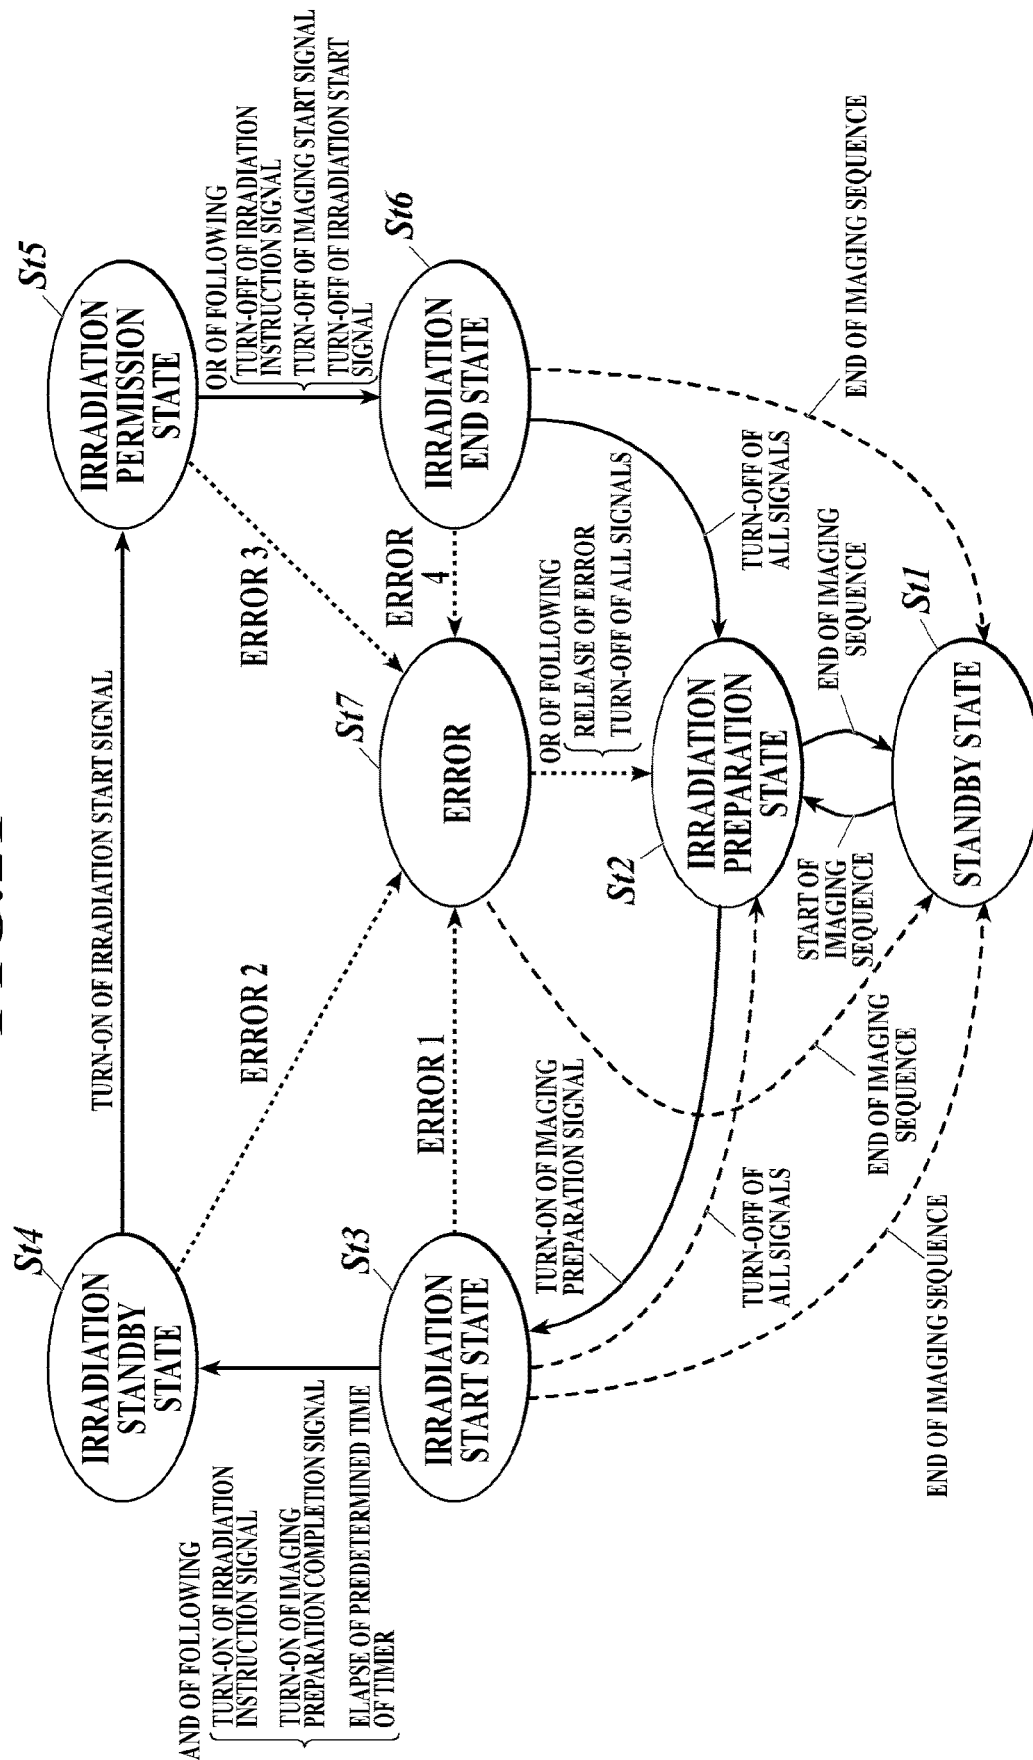 AND OF FOLLOWING
TURN-ON OF IRRADIATION
INSTRUCTION SIGNAL
TURN-ON OF IMAGING
PREPARATION COMPLETION SIGNAL
ELAPSE OF PREDETERMINED TIME
OF TIMER
St4
IRRADIATION
STANDBY
STATE
TURN-ON OF IRRADIATION START SIGNAL
St5
IRRADIATION
PERMISSION
STATE
OR OF FOLLOWING
TURN-OFF OF IRRADIATION
INSTRUCTION SIGNAL
TURN-OFF OF IMAGING START SIGNAL
TURN-OFF OF IRRADIATION START
SIGNAL
ERROR 2
ERROR 3
St3
IRRADIATION
START STATE
ERROR 1
St7
ERROR
ERROR
4
St6
IRRADIATION
END STATE
TURN-ON OF IMAGING
PREPARATION SIGNAL
OR OF FOLLOWING
RELEASE OF ERROR
TURN-OFF OF ALL SIGNALS
St2
IRRADIATION
PREPARATION
STATE
TURN-OFF OF
ALL SIGNALS
TURN-OFF OF
ALL SIGNALS
START OF
IMAGING
SEQUENCE
END OF IMAGING
SEQUENCE
END OF IMAGING SEQUENCE
END OF IMAGING
SEQUENCE
St1
STANDBY STATE
END OF IMAGING SEQUENCE